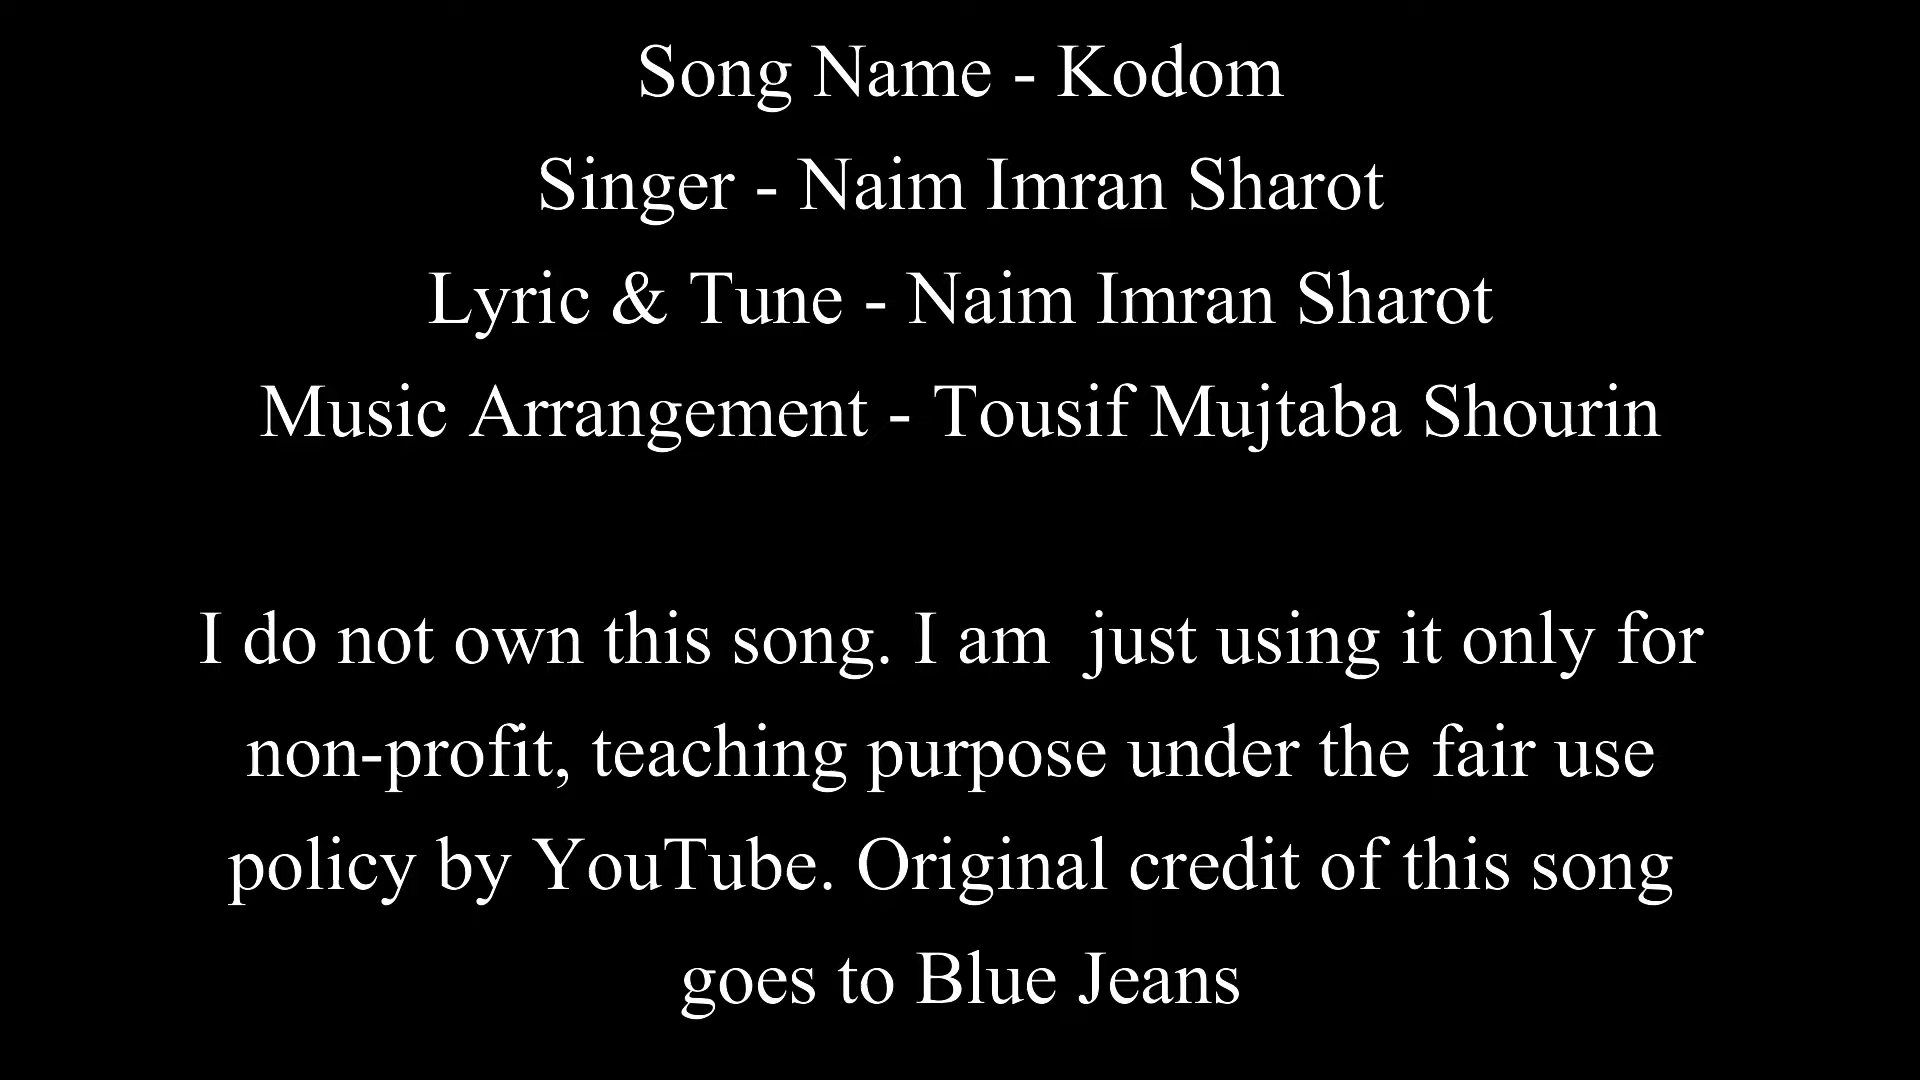 Song Name - Kodom
Singer - Naim Imran Sharot
Lyric & Tune - Naim Imran Sharot
Music Arrangement - Tousif Mujtaba Shourin
I do not own this song. I am  just using it only for
non-profit, teaching purpose under the fair use
policy by YouTube. Original credit of this song
goes to Blue Jeans